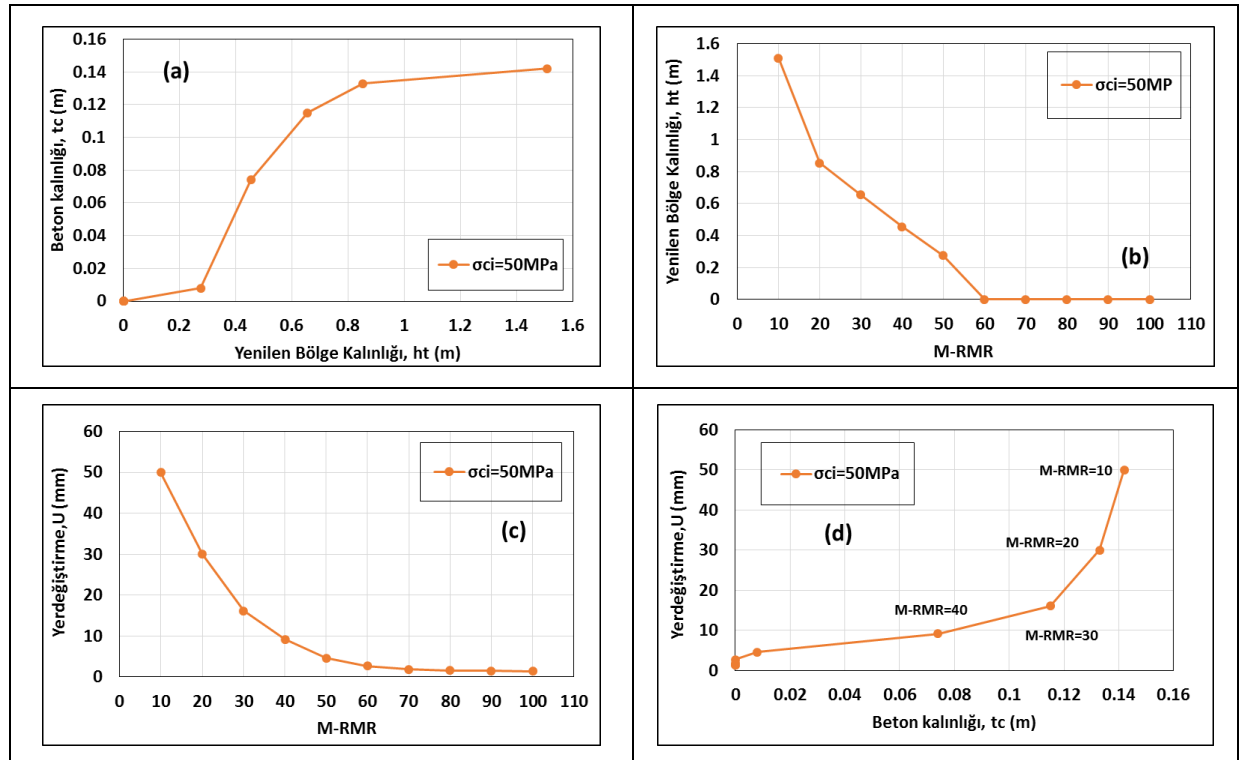 0.16
0.14
0.12
0.1
0.08
0.06
0.04
0.02
0
Beton kalınlığı, tc (m)
(a)
σci=50MPa
0 0.2 0.4 0.6 0.8 1 1.2 1.4 1.6
Yenilen Bölge Kalınlığı, ht (m)
1.6
1.4
1.2
1
0.8
0.6
0.4
0.2
0
Yenilen Bölge Kalınlığı, ht (m)
σci=50MP
(b)
0 10 20 30 40 50 60 70 80 90 100 110
M-RMR
60
50
40
30
20
10
0
Yerdeğiştirme,U (mm)
σci=50MPa
(c)
0 10 20 30 40 50 60 70 80 90 100 110
M-RMR
60
50
40
30
20
10
0
Yerdeğiştirme,U (mm)
σci=50MPa
(d)
M-RMR=10
M-RMR=20
M-RMR=40
M-RMR=30
0 0.02 0.04 0.06 0.08 0.1 0.12 0.14 0.16
Beton kalınlığı, tc (m)